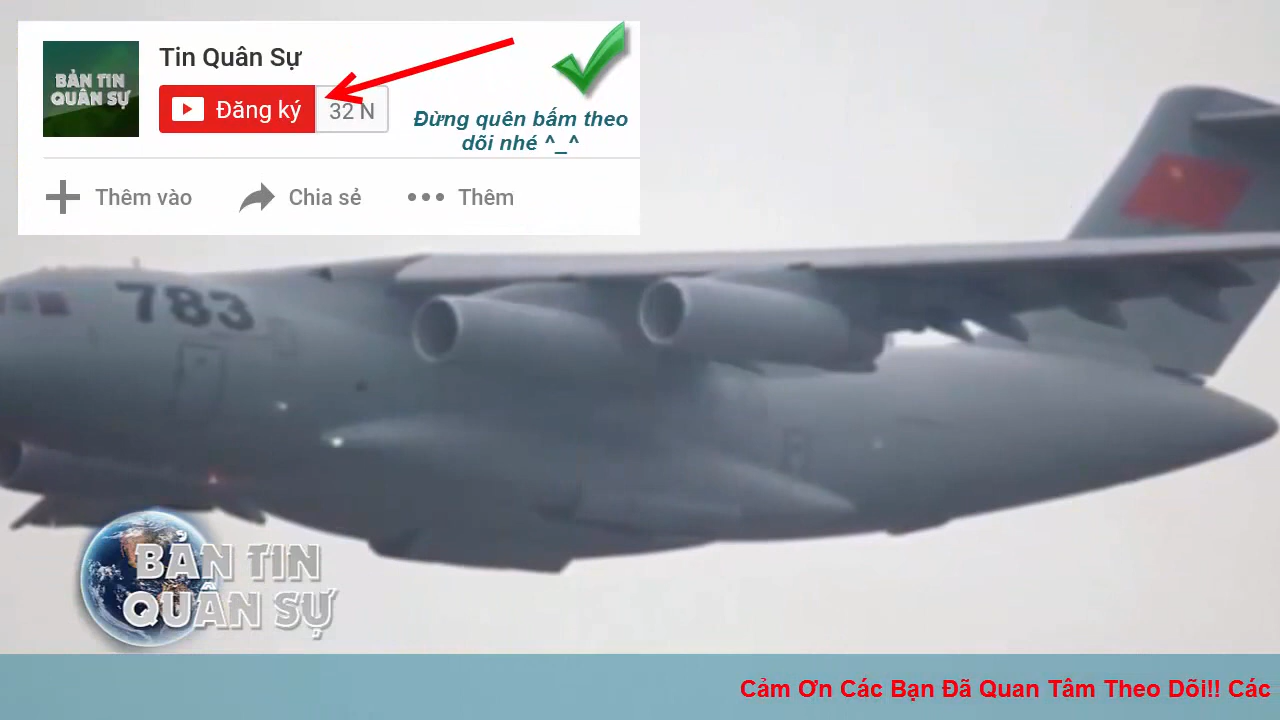 Tin Quân Sự
BẢN TIN
QUÂN SỰ
Đăng ký
32 N
Đừng quên bấm theo
dõi nhé ^_^
Thêm vào
Chia sẻ
Thêm
783
BẢN TIN
QUÂN SỰ
Cảm Ơn Các Bạn Đã Quan Tâm Theo Dõi!! Các